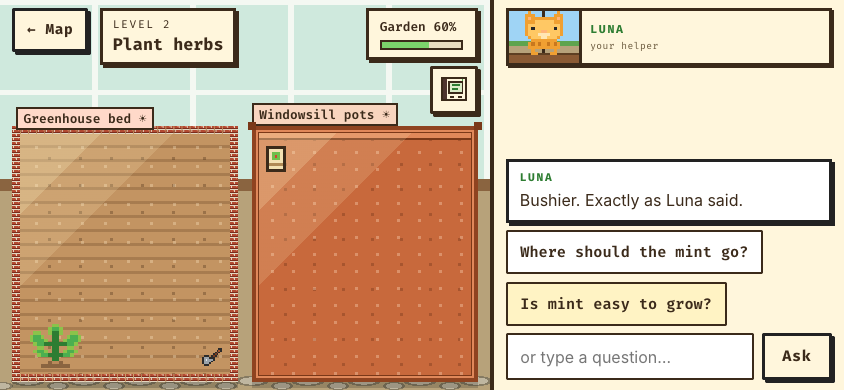 ← Map
LEVEL 2
Plant herbs
Garden 60%
Greenhouse bed ☀
Windowsill pots ☀
LUNA
your helper
LUNA
Bushier. Exactly as Luna said.
Where should the mint go?
Is mint easy to grow?
or type a question...
Ask